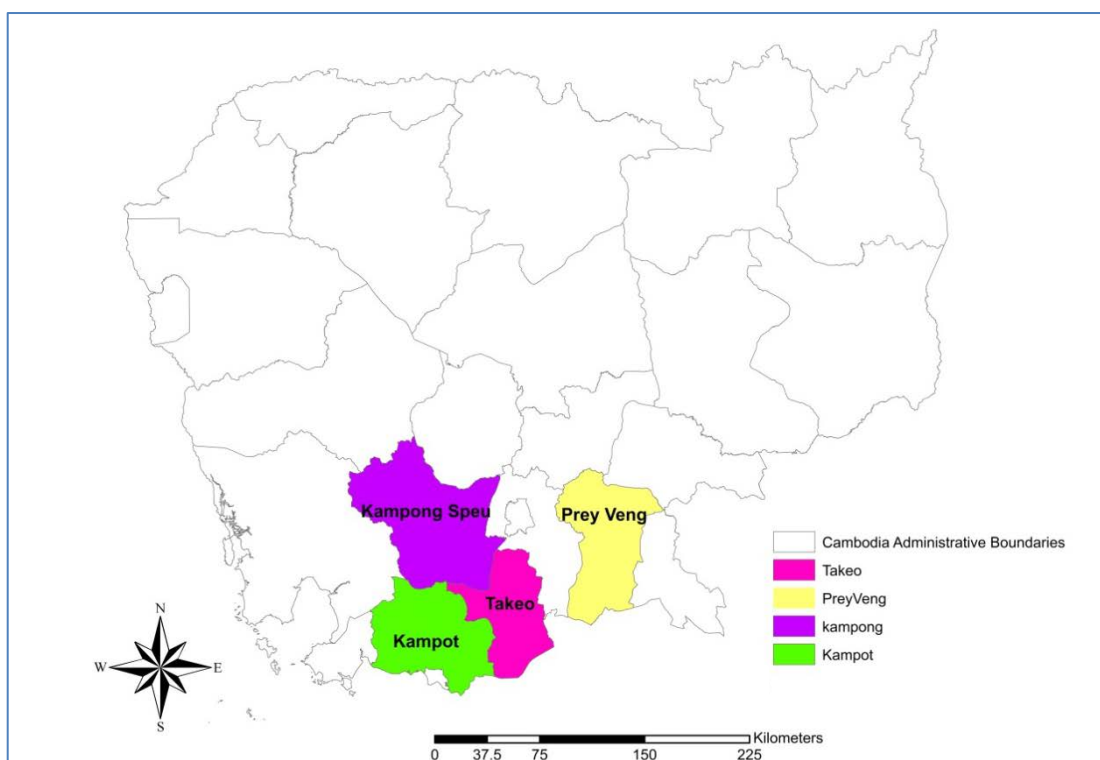 Kampong Speu
Prey Veng
Takeo
Kampot
Cambodia Administrative Boundaries
Takeo
PreyVeng
kampong
Kampot
N
W E
S
Kilometers
0 37.5 75 150 225